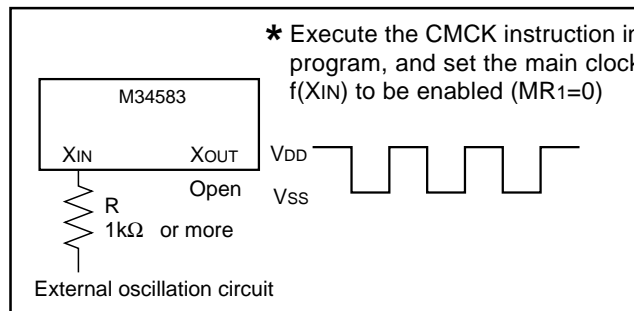 * Execute the CMCK instruction in
program, and set the main clock
f(XIN) to be enabled (MR1=0)
M34583
XIN XOUT
VDD
Open
VSS
R
1kΩ or more
External oscillation circuit